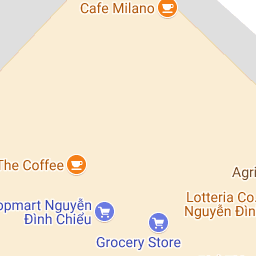 Cafe Milano
The Coffee
Agri
opmart Nguyễn
Đình Chiểu
Lotteria Co.
Nguyễn Đìn
Grocery Store